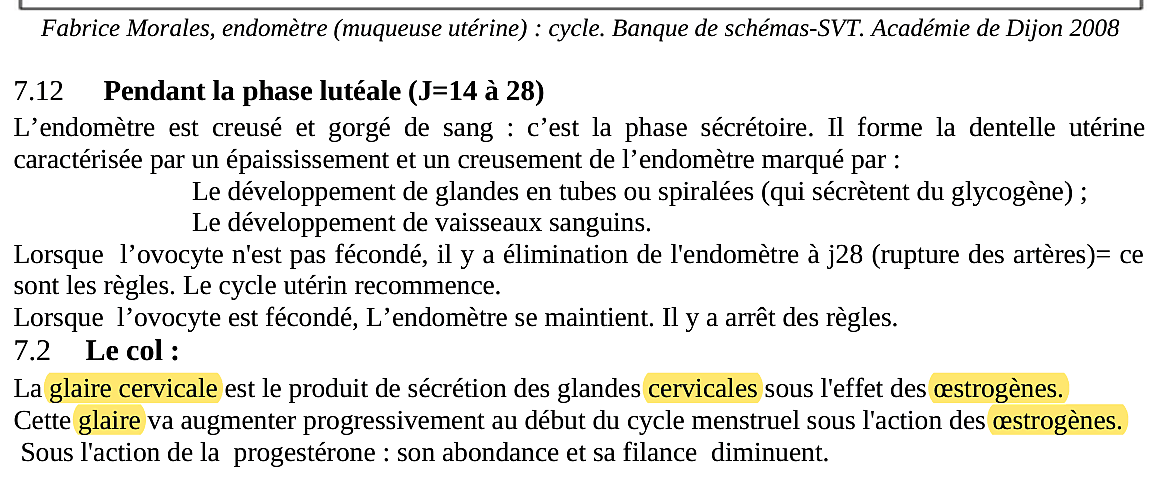 Fabrice Morales, endomètre (muqueuse utérine) : cycle. Banque de schémas-SVT. Académie de Dijon 2008
7.12 Pendant la phase lutéale (J=14 à 28)
L’endomètre est creusé et gorgé de sang : c’est la phase sécrétoire. Il forme la dentelle utérine
caractérisée par un épaississement et un creusement de l’endomètre marqué par :
Le développement de glandes en tubes ou spiralées (qui sécrètent du glycogène) ;
Le développement de vaisseaux sanguins.
Lorsque l’ovocyte n'est pas fécondé, il y a élimination de l'endomètre à j28 (rupture des artères)= ce
sont les règles. Le cycle utérin recommence.
Lorsque l’ovocyte est fécondé, L’endomètre se maintient. Il y a arrêt des règles.
7.2 Le col :
La glaire cervicale est le produit de sécrétion des glandes cervicales sous l'effet des œstrogènes.
Cette glaire va augmenter progressivement au début du cycle menstruel sous l'action des œstrogènes.
Sous l'action de la progestérone : son abondance et sa filance diminuent.